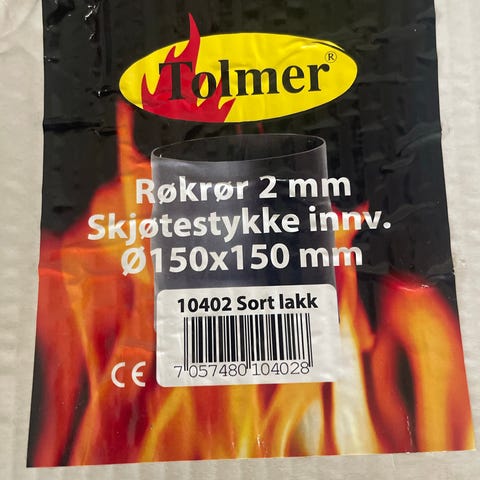 Tolmer®
Røkrør 2 mm
Skjøtestykke innv.
Ø150x150 mm
10402 Sort lakk
CE
7 057480 104028